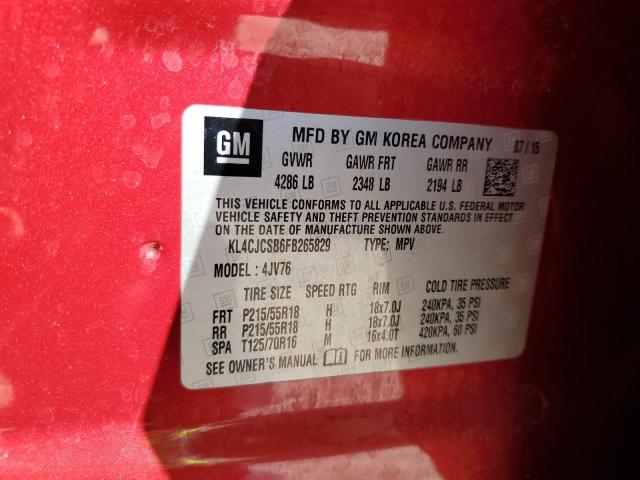 GM MFD BY GM KOREA COMPANY 07/15
GVWR GAWR FRT GAWR RR
4286 LB 2348 LB 2194 LB
THIS VEHICLE CONFORMS TO ALL APPLICABLE U.S. FEDERAL MOTOR
VEHICLE SAFETY AND THEFT PREVENTION STANDARDS IN EFFECT
ON THE DATE OF MANUFACTURE SHOWN ABOVE.
KL4CJCSB6FB265829 TYPE: MPV
MODEL: 4JV76
TIRE SIZE SPEED RTG RIM COLD TIRE PRESSURE
FRT P215/55R18 H 18x7.0J 240KPA, 35 PSI
RR P215/55R18 H 18x7.0J 240KPA, 35 PSI
SPA T125/70R16 M 16x4.0T 420KPA, 60 PSI
SEE OWNER'S MANUAL FOR MORE INFORMATION.